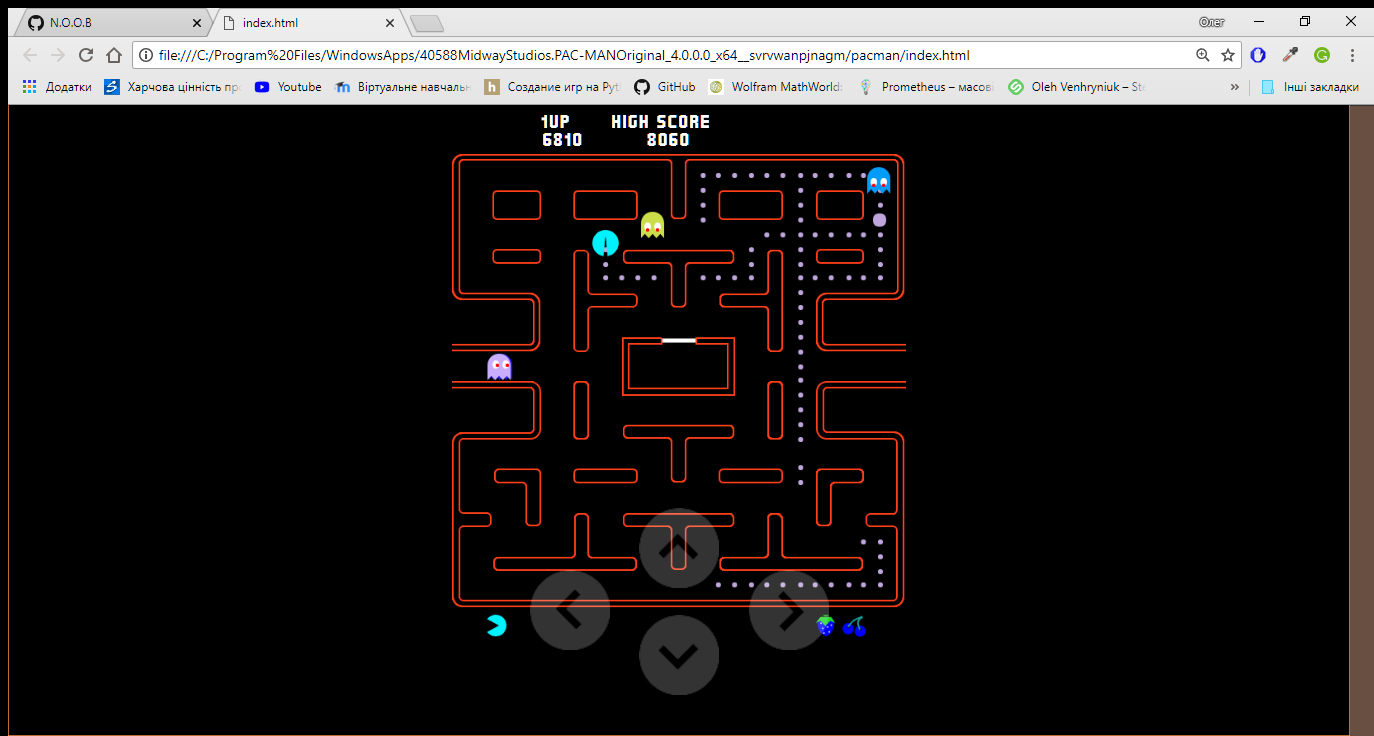 N.O.O.B
index.html
Олег
file:///C:/Program%20Files/WindowsApps/40588MidwayStudios.PAC-MANOriginal_4.0.0.0_x64__svrvwanpjnagm/pacman/index.html
Додатки
Харчова цінність про
Youtube
Віртуальне навчальн
Создание игр на Pyt
GitHub
Wolfram MathWorld:
Prometheus – масові
Oleh Venhryniuk – St
Інші закладки
1UP HIGH SCORE
6810 8060